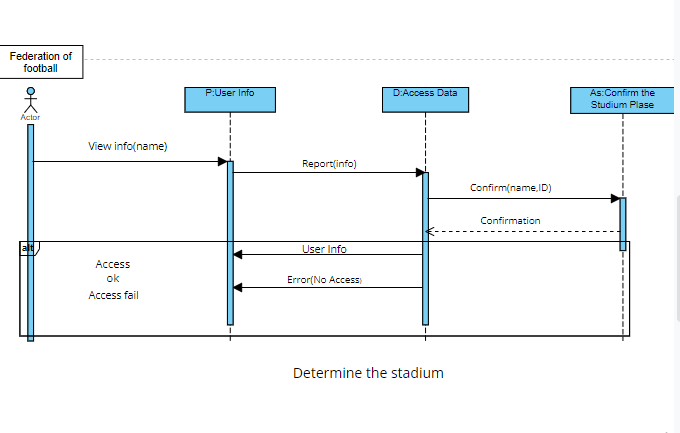 Federation of
football
Actor
P:User Info
D:Access Data
As:Confirm the
Studium Plase
View info(name)
Report(info)
Confirm(name,ID)
Confirmation
alt
User Info
Access
ok
Access fail
Error(No Access)
Determine the stadium